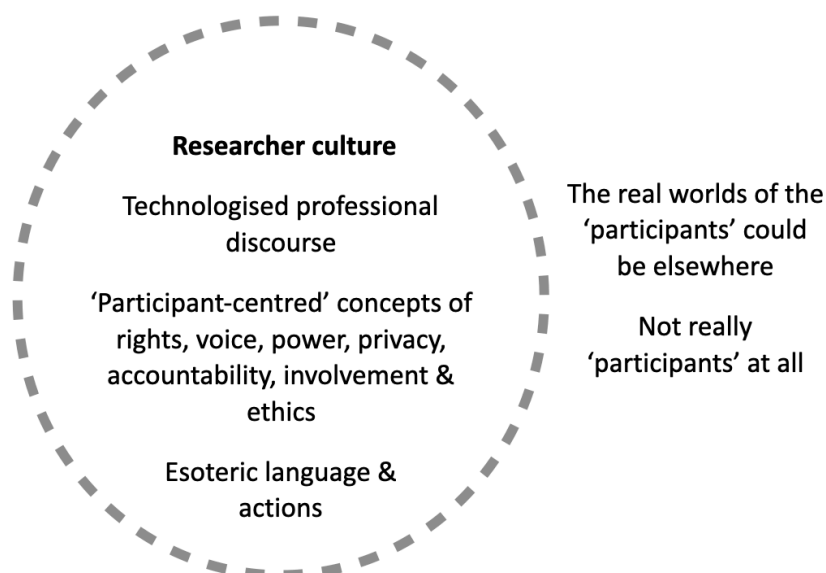 Researcher culture
Technologised professional
discourse
‘Participant-centred’ concepts of
rights, voice, power, privacy,
accountability, involvement &
ethics
Esoteric language &
actions
The real worlds of the
‘participants’ could
be elsewhere
Not really
‘participants’ at all